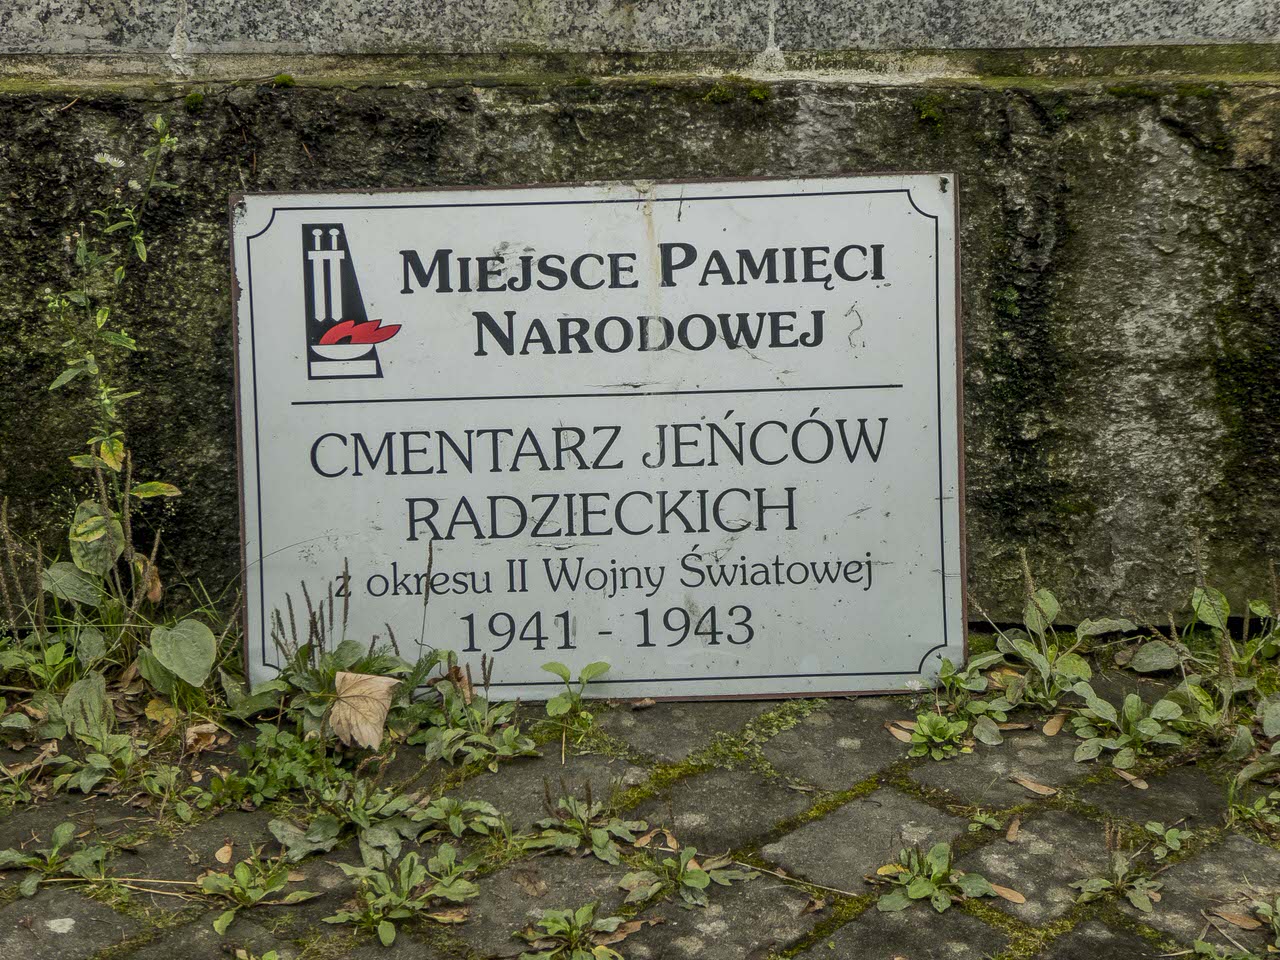 MIEJSCE PAMIĘCI
NARODOWEJ
CMENTARZ JEŃCÓW
RADZIECKICH
z okresu II Wojny Światowej
1941 - 1943